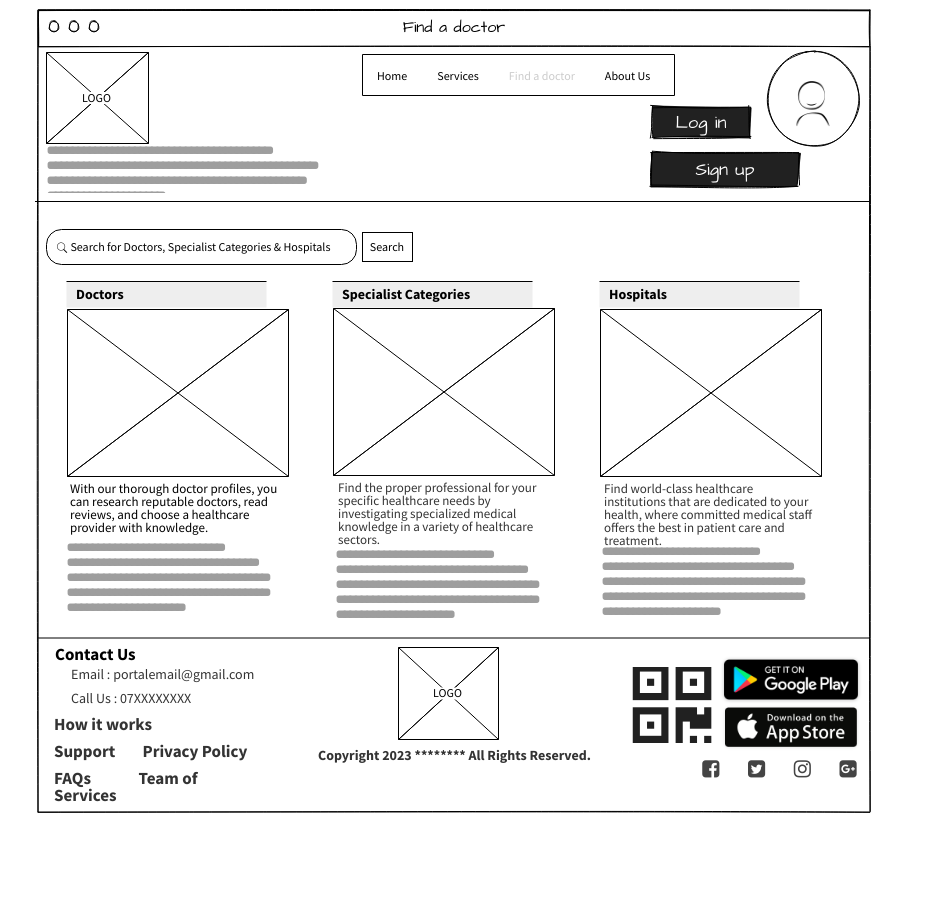 Find a doctor
LOGO
Home Services Find a doctor About Us
Log in
Sign up
Search for Doctors, Specialist Categories & Hospitals Search
Doctors
With our thorough doctor profiles, you
can research reputable doctors, read
reviews, and choose a healthcare
provider with knowledge.
Specialist Categories
Find the proper professional for your
specific healthcare needs by
investigating specialized medical
knowledge in a variety of healthcare
sectors.
Hospitals
Find world-class healthcare
institutions that are dedicated to your
health, where committed medical staff
offers the best in patient care and
treatment.
Contact Us
Email : portalemail@gmail.com
Call Us : 07XXXXXXXX
How it works
Support Privacy Policy
FAQs Team of
Services
LOGO
Copyright 2023 ******** All Rights Reserved.
GET IT ON
Google Play
Download on the
App Store